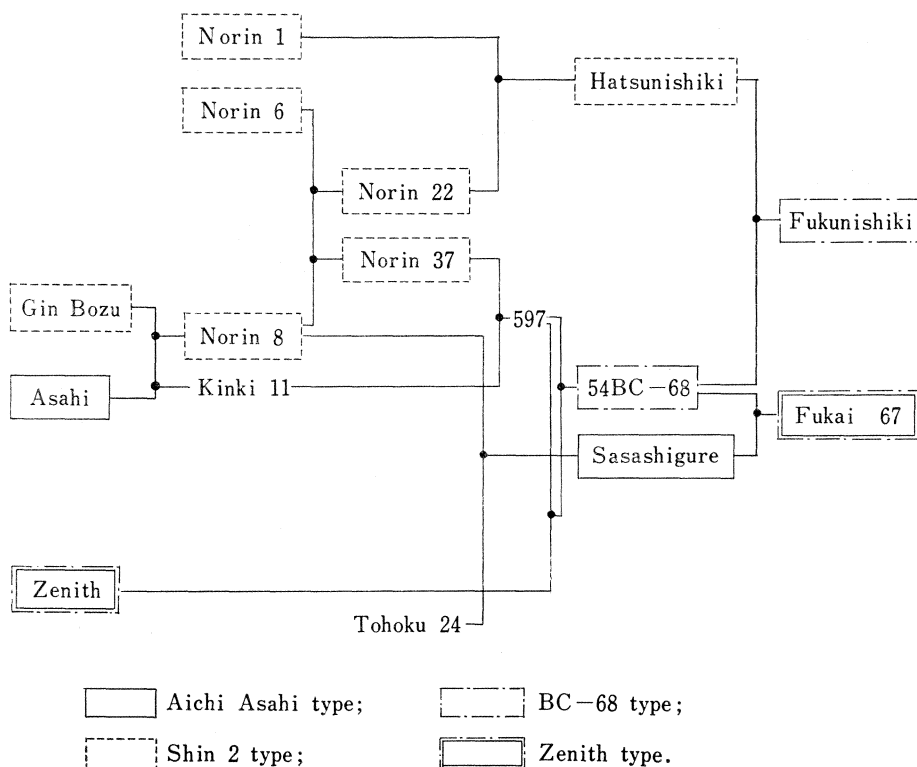 Norin 1
Hatsunishiki
Norin 6
Norin 22
Fukunishiki
Norin 37
Gin Bozu
Norin 8
597
Asahi
Kinki 11
54BC-68
Fukai 67
Sasashigure
Zenith
Tohoku 24
Aichi Asahi type;
BC-68 type;
Shin 2 type;
Zenith type.